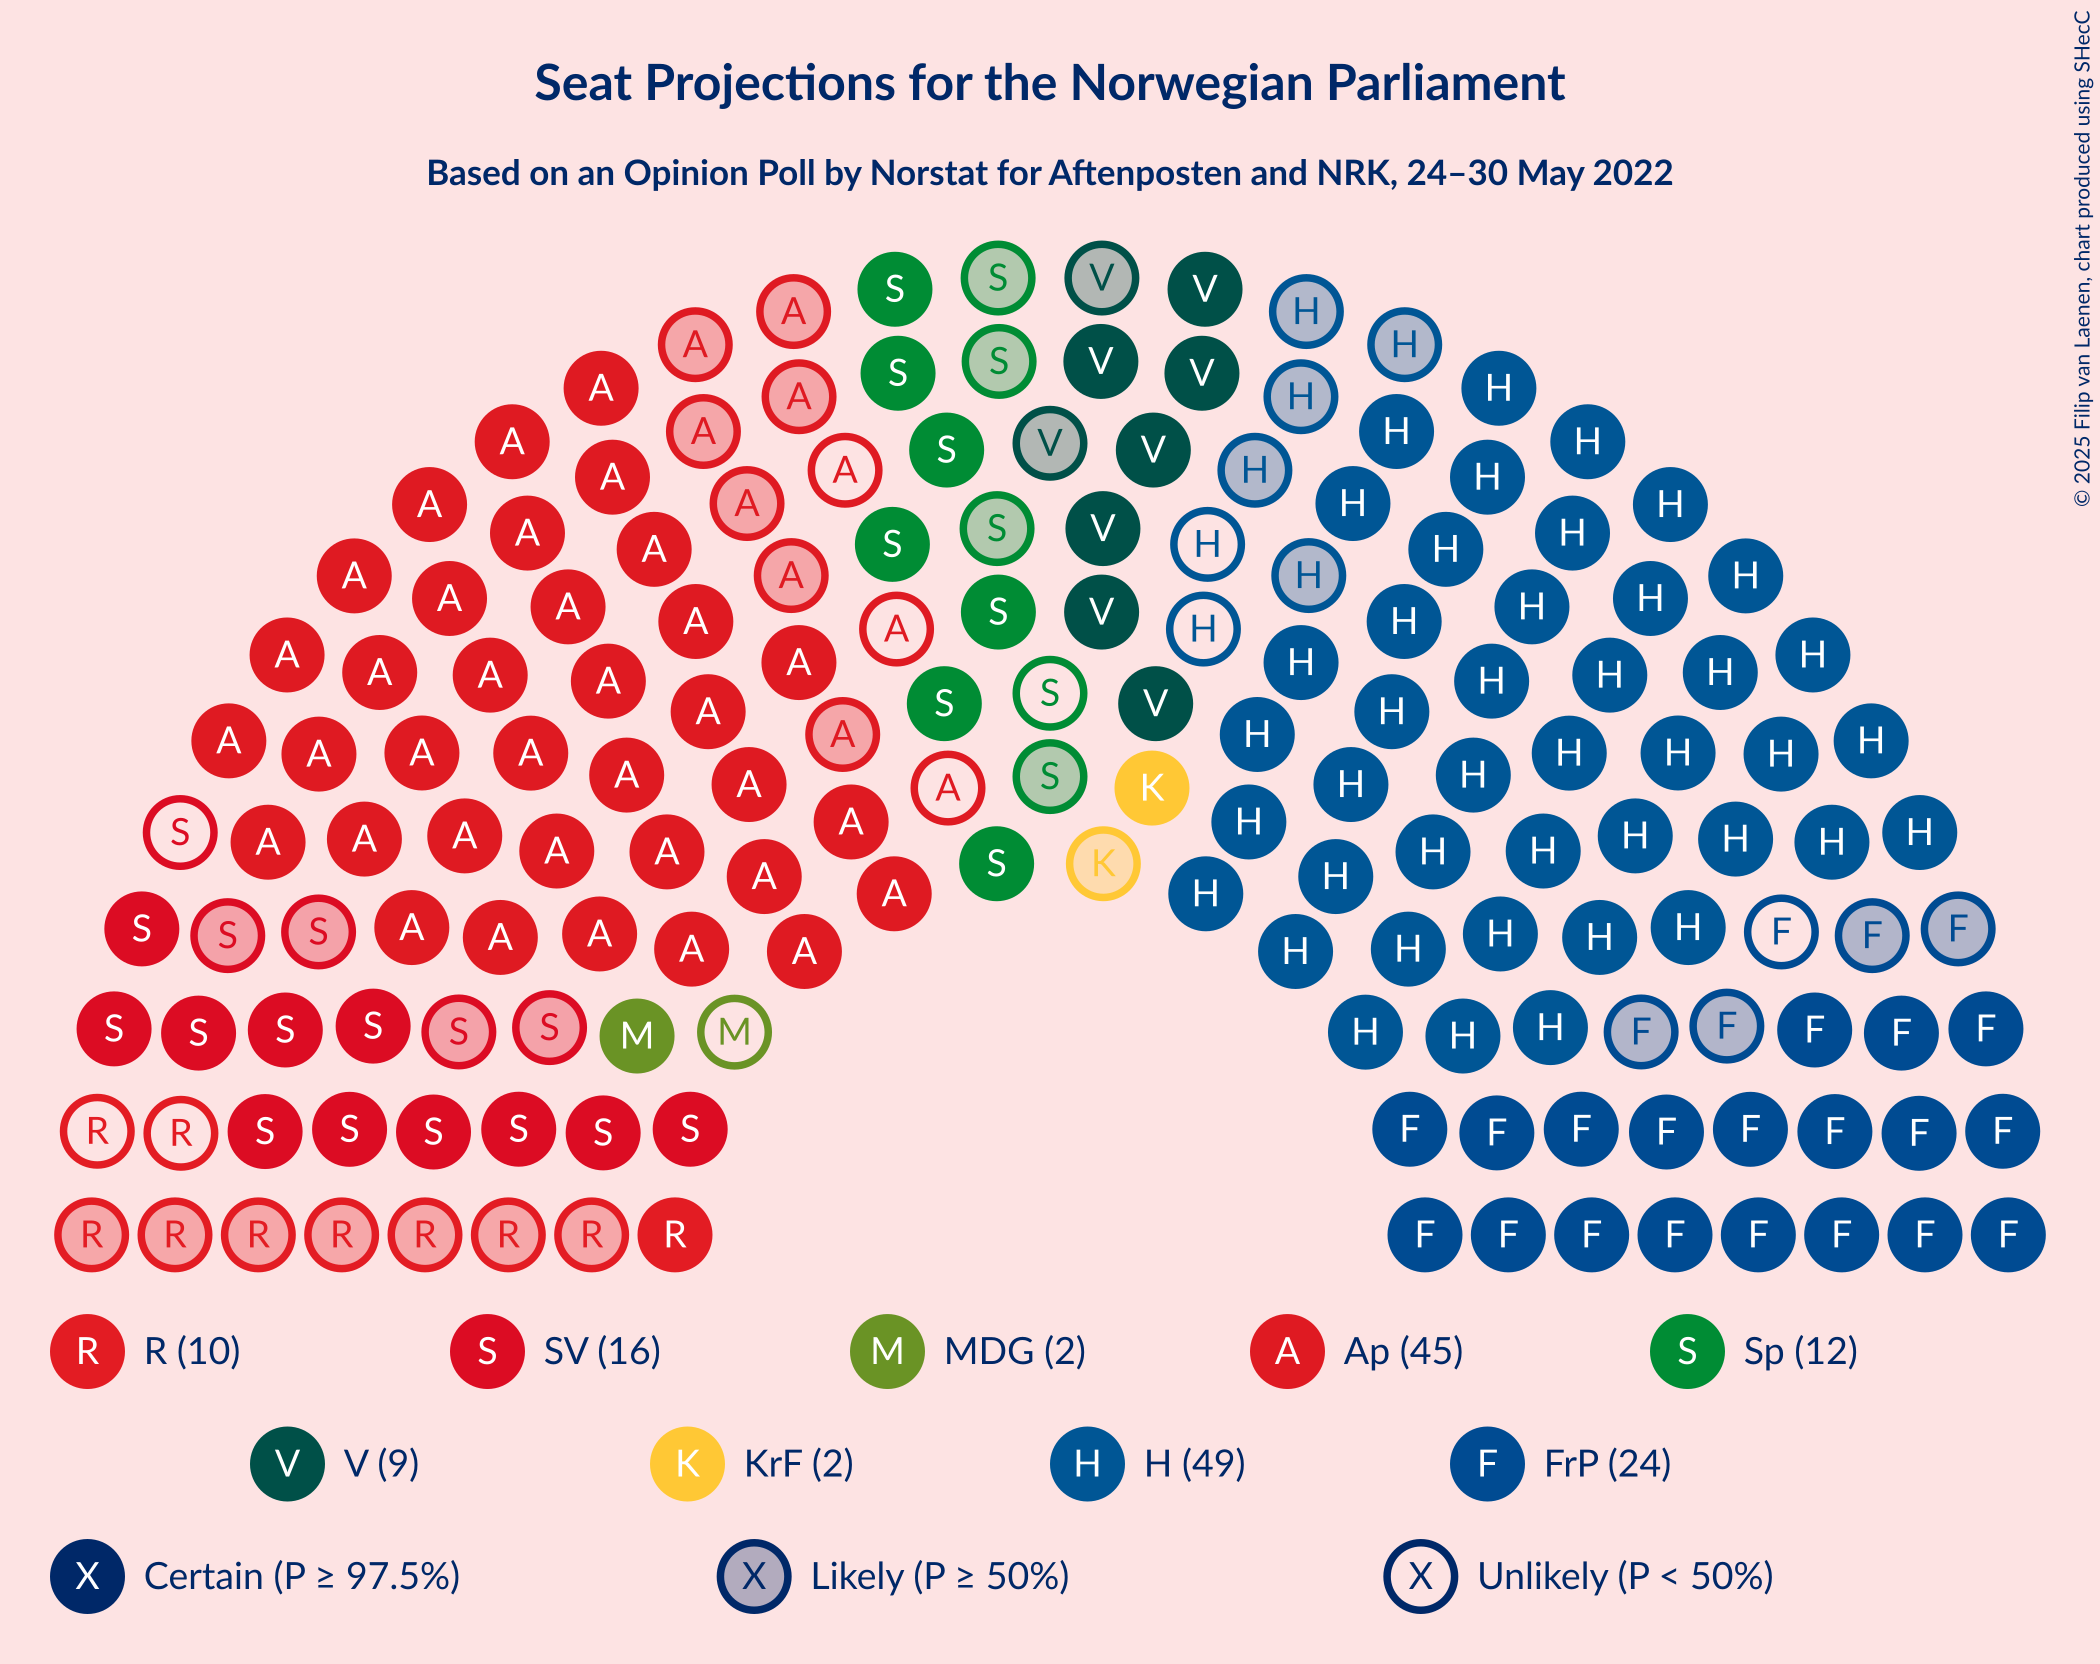 Seat Projections for the Norwegian Parliament
Based on an Opinion Poll by Norstat for Aftenposten and NRK, 24–30 May 2022
© 2025 Filip van Laenen, chart produced using SHecC
S S V V
A A H H
S S V V
A H
A A H H
A A H H
S V V
A A H H
A A H H
A A H H
S S V H
A A H H
A A H H
A A H H
S V
A A H H
A A H H
A A H H
S S V
A A H H
A A H H
S K
A A A A A A A A H H H H H H H H
S A A A A A A A H H H H H H H
S K
S S S A A A A A A H H H H H F F F
S S S S S S M M H H H F F F F F
R R S S S S S S F F F F F F F F
R R R R R R R R F F F F F F F F
R R (10)
S SV (16)
M MDG (2)
A Ap (45)
S Sp (12)
V V (9)
K KrF (2)
H H (49)
F FrP (24)
X Certain (P ≥ 97.5%)
X Likely (P ≥ 50%)
X Unlikely (P < 50%)